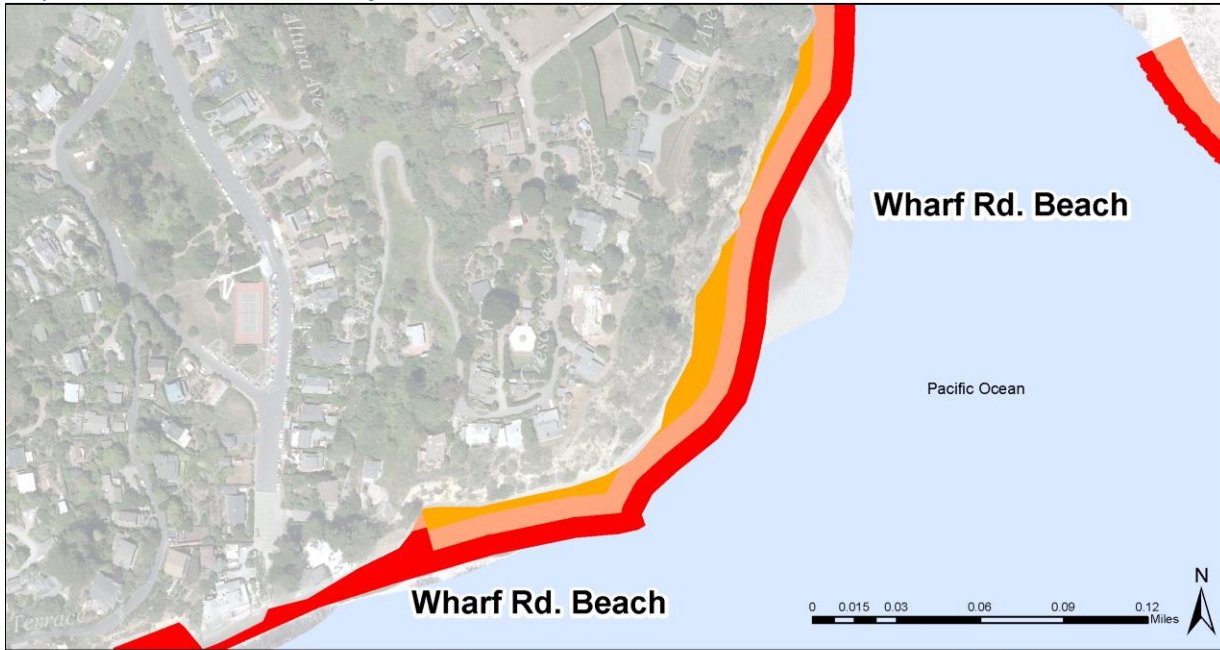 Altura Ave
Ave
Wharf Rd. Beach
Pacific Ocean
Wharf Rd. Beach
Terrace
N
0 0.015 0.03 0.06 0.09 0.12
Miles